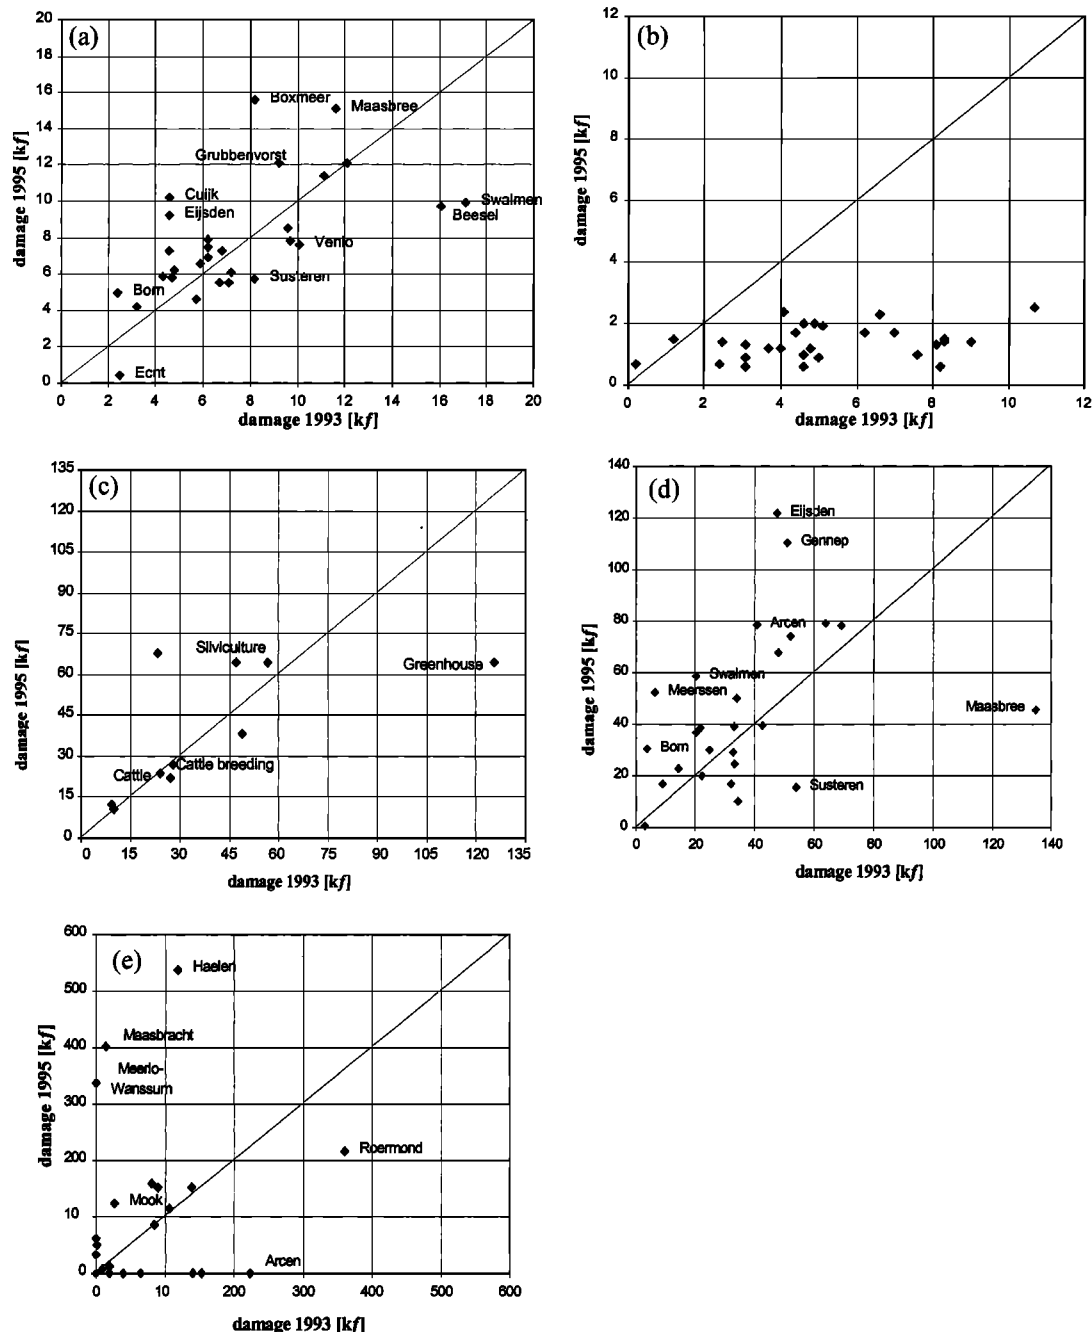 (a)
20
18
16
14
12
10
8
6
4
2
0
damage 1995 [kf]
Boxmeer
Maasbree
Grubbenvorst
Cuijk
Eijsden
Swalmen
Beesel
Venlo
Susteren
Born
Ecnt
0 2 4 6 8 10 12 14 16 18 20
damage 1993 [kf]
(b)
12
10
8
6
4
2
0
damage 1995 [kf]
0 2 4 6 8 10 12
damage 1993 [kf]
(c)
135
120
105
90
75
60
45
30
15
0
damage 1995 [kf]
Silviculture
Greenhouse
Cattle breeding
Cattle
0 15 30 45 60 75 90 105 120 135
damage 1993 [kf]
(d)
140
120
100
80
60
40
20
0
damage 1995 [kf]
Eijsden
Gennep
Arcen
Swalmen
Meerssen
Maasbree
Born
Susteren
0 20 40 60 80 100 120 140
damage 1993 [kf]
(e)
600
500
400
300
200
10
0
damage 1995 [kf]
Haelen
Maasbracht
Meerlo-
Wanssum
Roermond
Mook
Arcen
0 10 200 300 400 500 600
damage 1993 [kf]